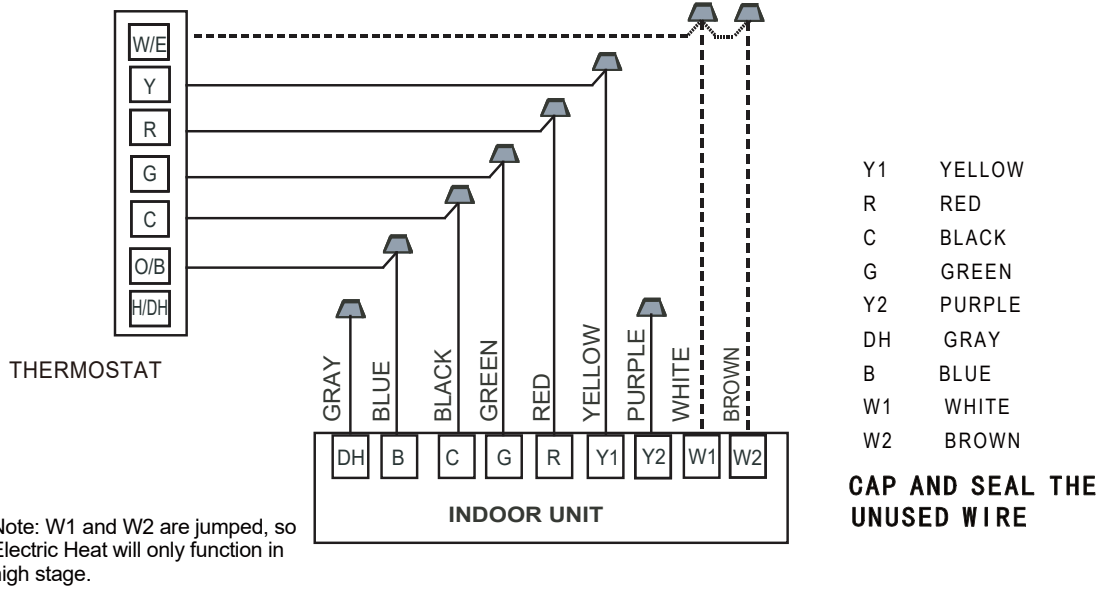 W/E
Y
R
G
C
O/B
H/DH
THERMOSTAT
GRAY
BLUE
BLACK
GREEN
RED
YELLOW
PURPLE
WHITE
BROWN
DH
B
C
G
R
Y1
Y2
W1
W2
INDOOR UNIT
Note: W1 and W2 are jumped, so
Electric Heat will only function in
high stage.
Y1 YELLOW
R RED
C BLACK
G GREEN
Y2 PURPLE
DH GRAY
B BLUE
W1 WHITE
W2 BROWN
CAP AND SEAL THE
UNUSED WIRE